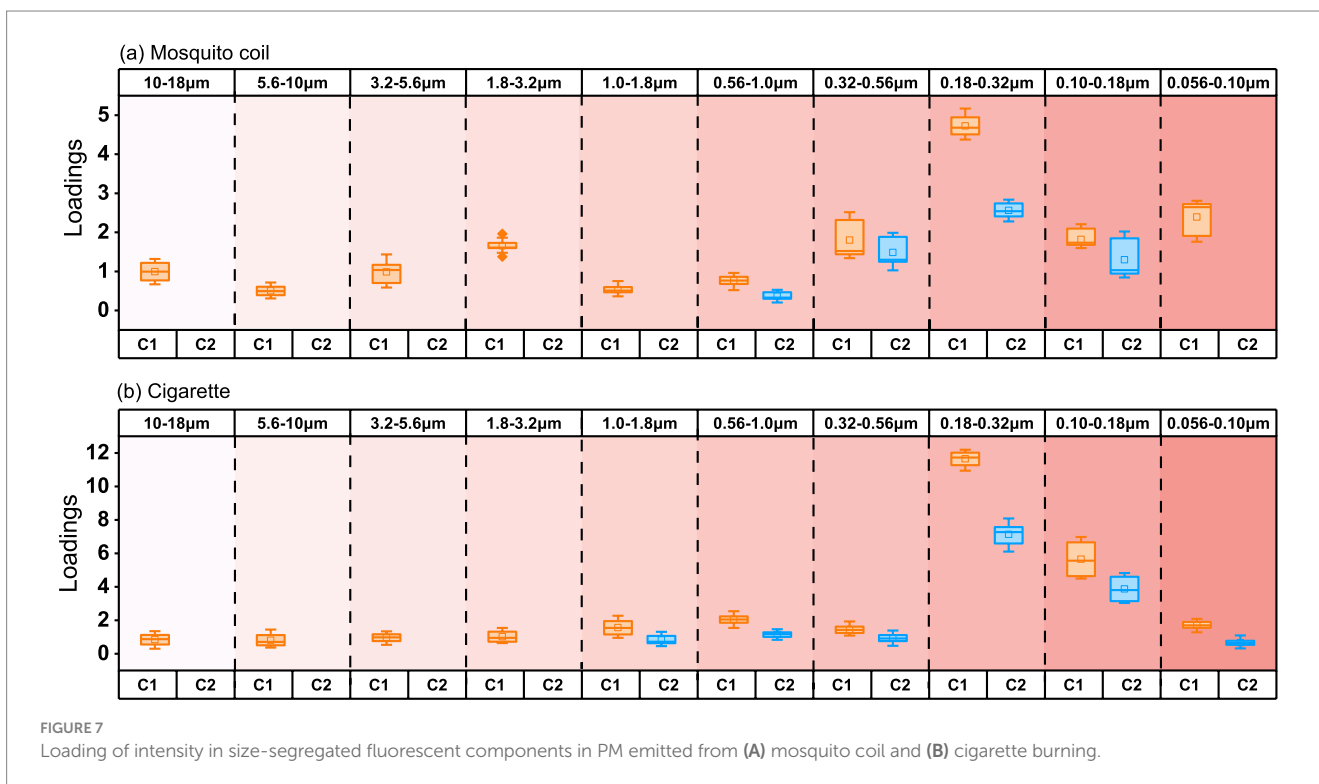 (a) Mosquito coil
10-18μm 5.6-10μm 3.2-5.6μm 1.8-3.2μm 1.0-1.8μm 0.56-1.0μm 0.32-0.56μm 0.18-0.32μm 0.10-0.18μm 0.056-0.10μm
Loadings
5
4
3
2
1
0
C1 C2 C1 C2 C1 C2 C1 C2 C1 C2 C1 C2 C1 C2 C1 C2 C1 C2 C1 C2
(b) Cigarette
10-18μm 5.6-10μm 3.2-5.6μm 1.8-3.2μm 1.0-1.8μm 0.56-1.0μm 0.32-0.56μm 0.18-0.32μm 0.10-0.18μm 0.056-0.10μm
Loadings
12
10
8
6
4
2
0
C1 C2 C1 C2 C1 C2 C1 C2 C1 C2 C1 C2 C1 C2 C1 C2 C1 C2 C1 C2
FIGURE 7
Loading of intensity in size-segregated fluorescent components in PM emitted from (A) mosquito coil and (B) cigarette burning.